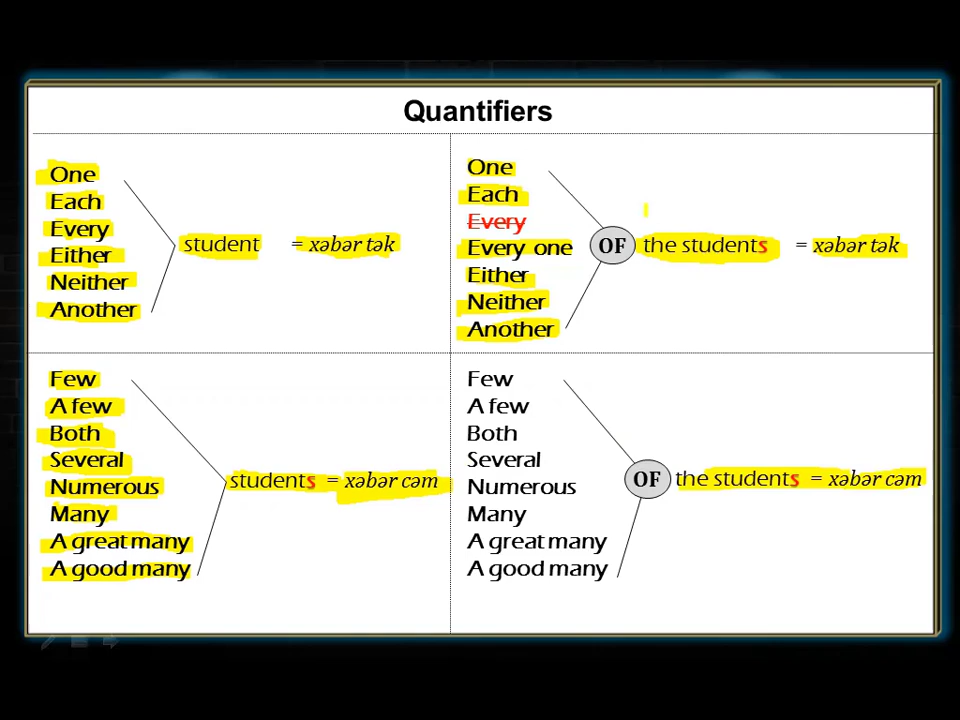 Quantifiers
One
Each
Every
Either
Neither
Another
student = xəbər tək
One
Each
Every
Every one
Either
Neither
Another
OF the students = xəbər tək
Few
A few
Both
Several
Numerous
Many
A great many
A good many
students = xəbər cəm
Few
A few
Both
Several
Numerous
Many
A great many
A good many
OF the students = xəbər cəm